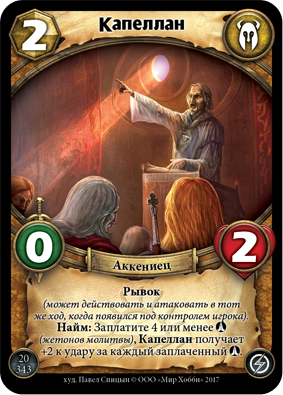 2
Капеллан
0
2
Аккениец
Рывок
(может действовать и атаковать в тот
же ход, когда появился под контролем игрока).
Найм: Заплатите 4 или менее
(жетонов молитвы), Капеллан получает
+2 к удару за каждый заплаченный .
20
343
худ. Павел Спицын © ООО «Мир Хобби» 2017